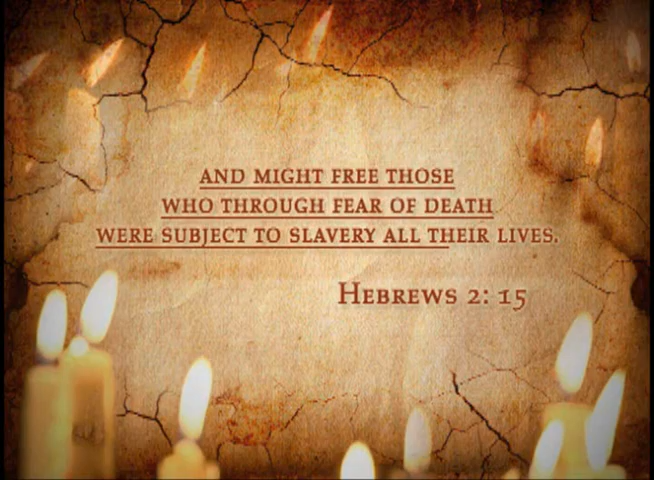 AND MIGHT FREE THOSE
WHO THROUGH FEAR OF DEATH
WERE SUBJECT TO SLAVERY ALL THEIR LIVES.
HEBREWS 2: 15